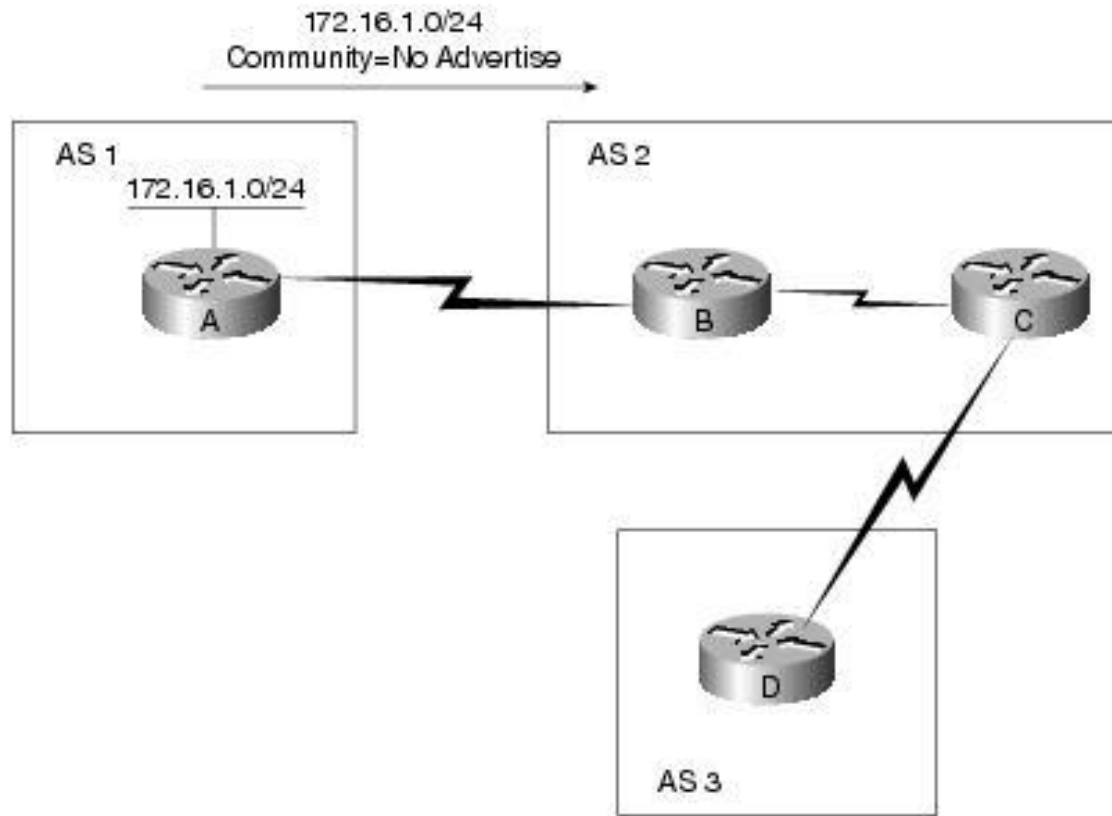 172.16.1.0/24
Community=No Advertise
AS 1
AS 2
172.16.1.0/24
A
B
C
D
AS 3